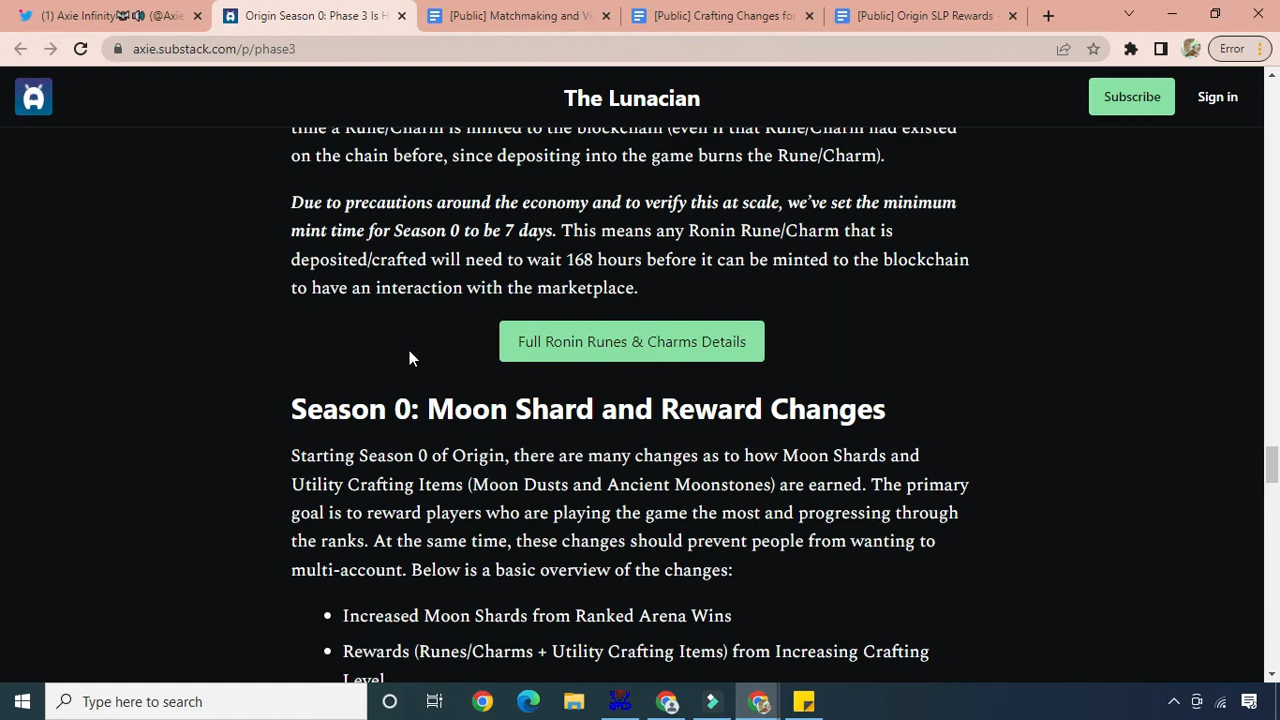 (1) Axie Infinity
(@Axie
Origin Season 0: Phase 3 Is H
[Public] Matchmaking and Vi
[Public] Crafting Changes for
[Public] Origin SLP Rewards -
axie.substack.com/p/phase3
Error
The Lunacian
Subscribe
Sign in
time a Rune/Charm is minted to the blockchain (even if that Rune/Charm had existed
on the chain before, since depositing into the game burns the Rune/Charm).
Due to precautions around the economy and to verify this at scale, we’ve set the minimum
mint time for Season 0 to be 7 days. This means any Ronin Rune/Charm that is
deposited/crafted will need to wait 168 hours before it can be minted to the blockchain
to have an interaction with the marketplace.
Full Ronin Runes & Charms Details
Season 0: Moon Shard and Reward Changes
Starting Season 0 of Origin, there are many changes as to how Moon Shards and
Utility Crafting Items (Moon Dusts and Ancient Moonstones) are earned. The primary
goal is to reward players who are playing the game the most and progressing through
the ranks. At the same time, these changes should prevent people from wanting to
multi-account. Below is a basic overview of the changes:
• Increased Moon Shards from Ranked Arena Wins
• Rewards (Runes/Charms + Utility Crafting Items) from Increasing Crafting
Level
Type here to search